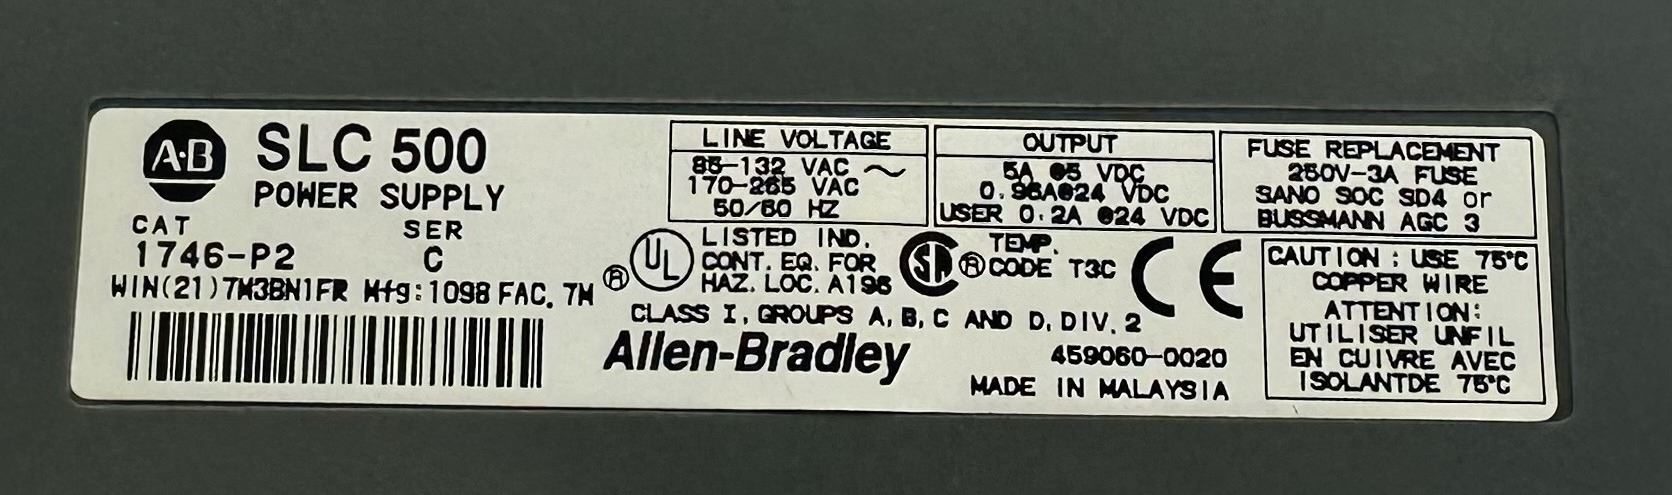 A·B
SLC 500
POWER SUPPLY
CAT SER
1746-P2 C
WIN(21)7M3BN1FR Mfg:1098 FAC. 7M
LINE VOLTAGE
85-132 VAC ~
170-265 VAC
50/60 HZ
OUTPUT
5A @5 VDC
0.96A@24 VDC
USER 0.2A @24 VDC
FUSE REPLACEMENT
250V-3A FUSE
SANO SOC SD4 or
BUSSMANN AGC 3
UL ®
LISTED IND.
CONT. EQ. FOR
HAZ. LOC. A196
SA ®
TEMP.
CODE T3C
CE
CLASS I, GROUPS A, B, C AND D, DIV. 2
Allen-Bradley
459060-0020
MADE IN MALAYSIA
CAUTION : USE 75°C
COPPER WIRE
ATTENTION:
UTILISER UNFIL
EN CUIVRE AVEC
ISOLANTDE 75°C